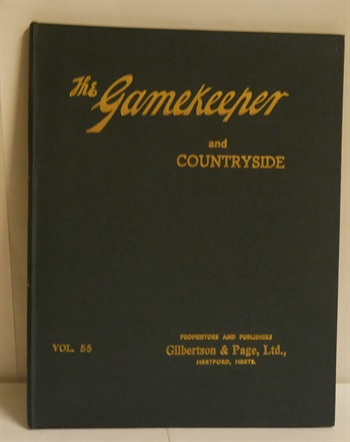 The Gamekeeper
and
COUNTRYSIDE
PROPRIETORS AND PUBLISHERS
VOL. 55
Gilbertson & Page, Ltd.,
HERTFORD, HERTS.